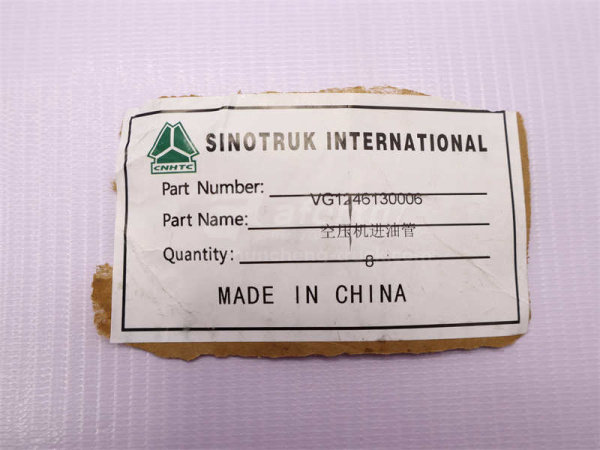 CNHTC
SINOTRUK INTERNATIONAL
Part Number: VG1246130006
Part Name: 空压机进油管
Quantity: 8
MADE IN CHINA